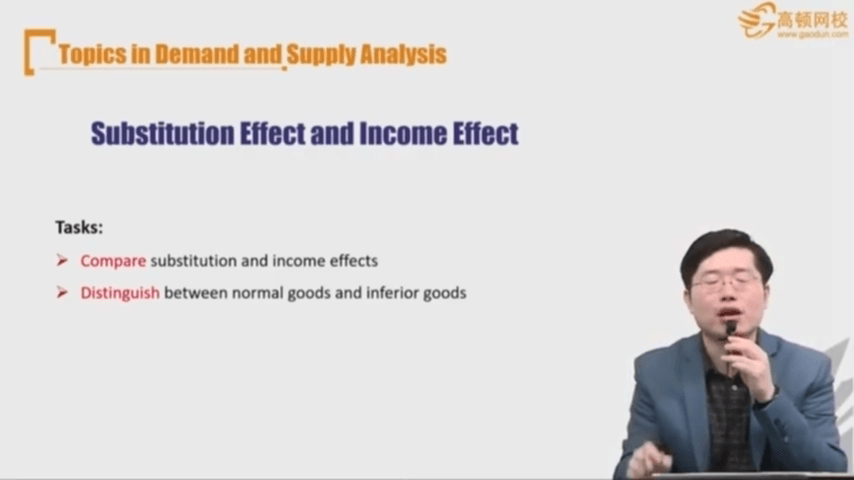 高顿网校
www.gaodun.com
Topics in Demand and Supply Analysis
Substitution Effect and Income Effect
Tasks:
Compare substitution and income effects
Distinguish between normal goods and inferior goods